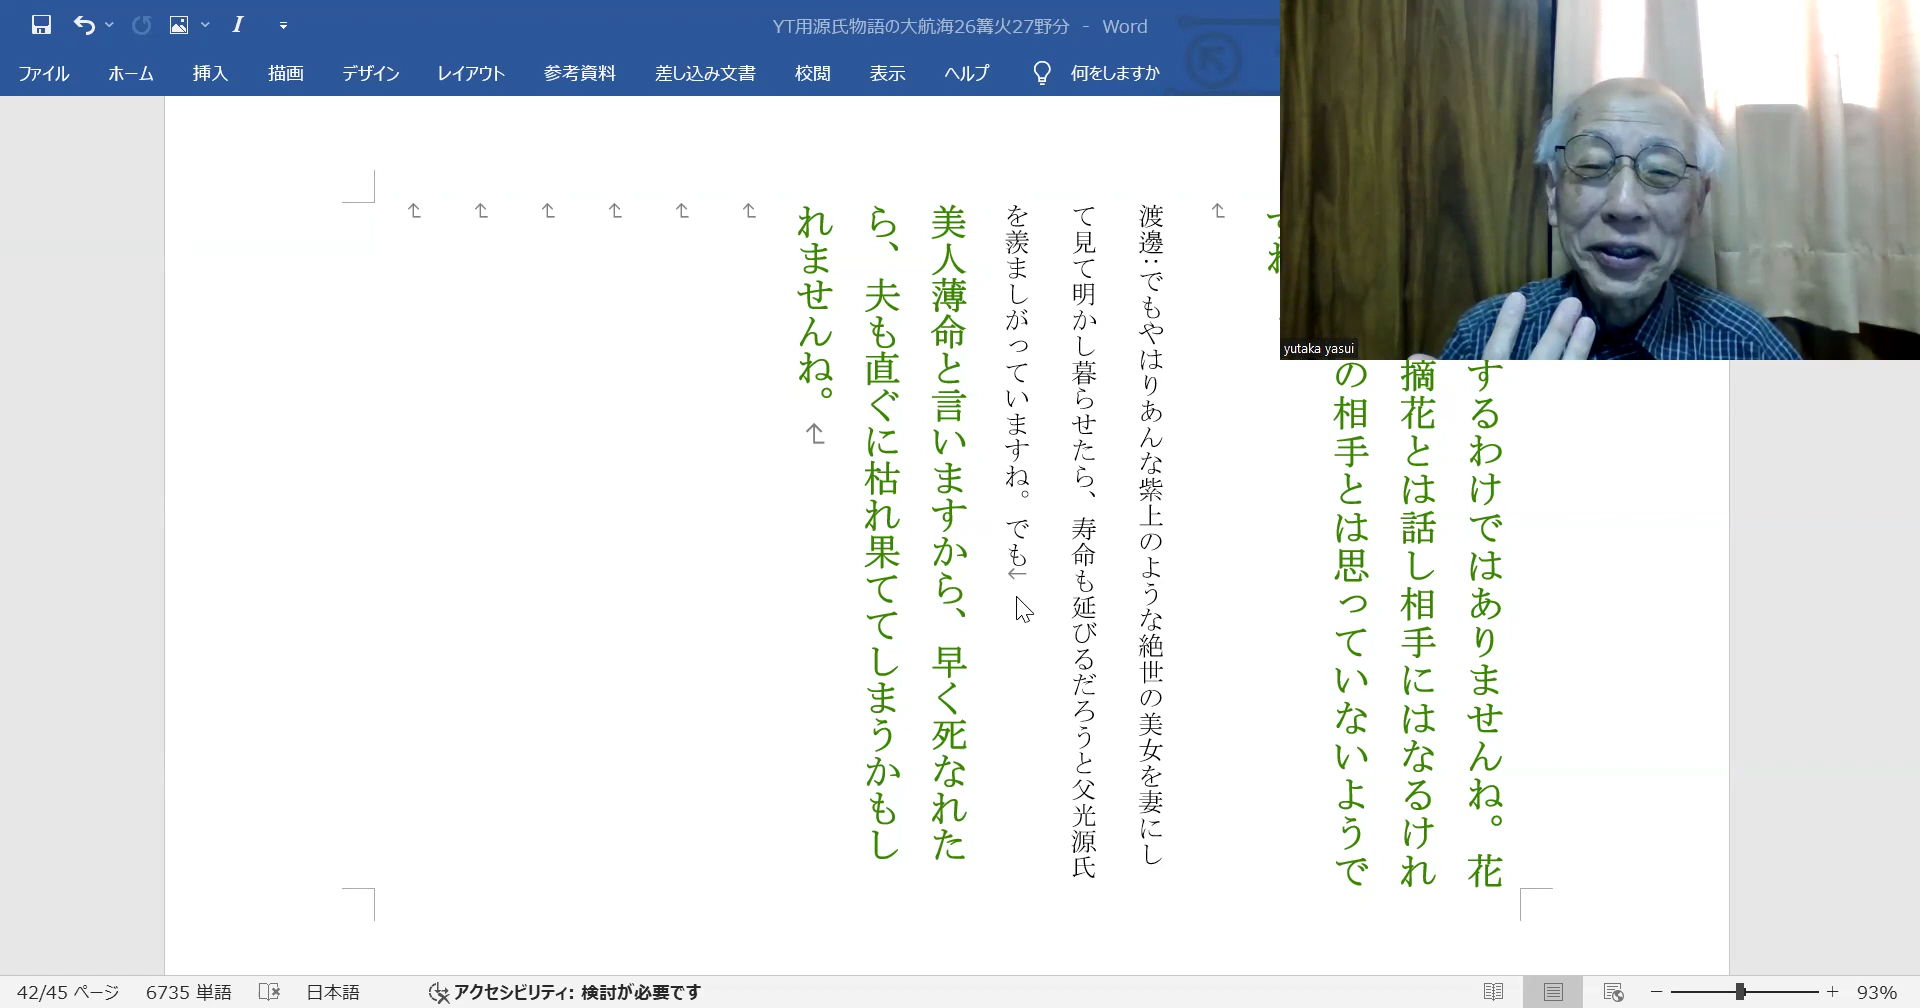 YT用源氏物語の大航海26篝火27野分 - Word
ファイル ホーム 挿入 描画 デザイン レイアウト 参考資料 差し込み文書 校閲 表示 ヘルプ 何をしますか
yutaka yasui
するわけではありませんね。花
摘花とは話し相手にはなるけれ
の相手とは思っていないようで
すね
渡邊：でもやはりあんな紫上のような絶世の美女を妻にし
て見て明かし暮らせたら、寿命も延びるだろうと父光源氏
を羨ましがっていますね。でも
美人薄命と言いますから、早く死なれた
ら、夫も直ぐに枯れ果ててしまうかもし
れませんね。
42/45 ページ 6735 単語 日本語 アクセシビリティ: 検討が必要です 93%